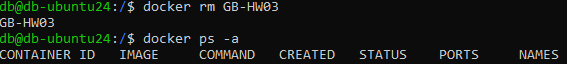 db@db-ubuntu24:/$ docker rm GB-HW03
GB-HW03
db@db-ubuntu24:/$ docker ps -a
CONTAINER ID   IMAGE     COMMAND   CREATED   STATUS    PORTS     NAMES